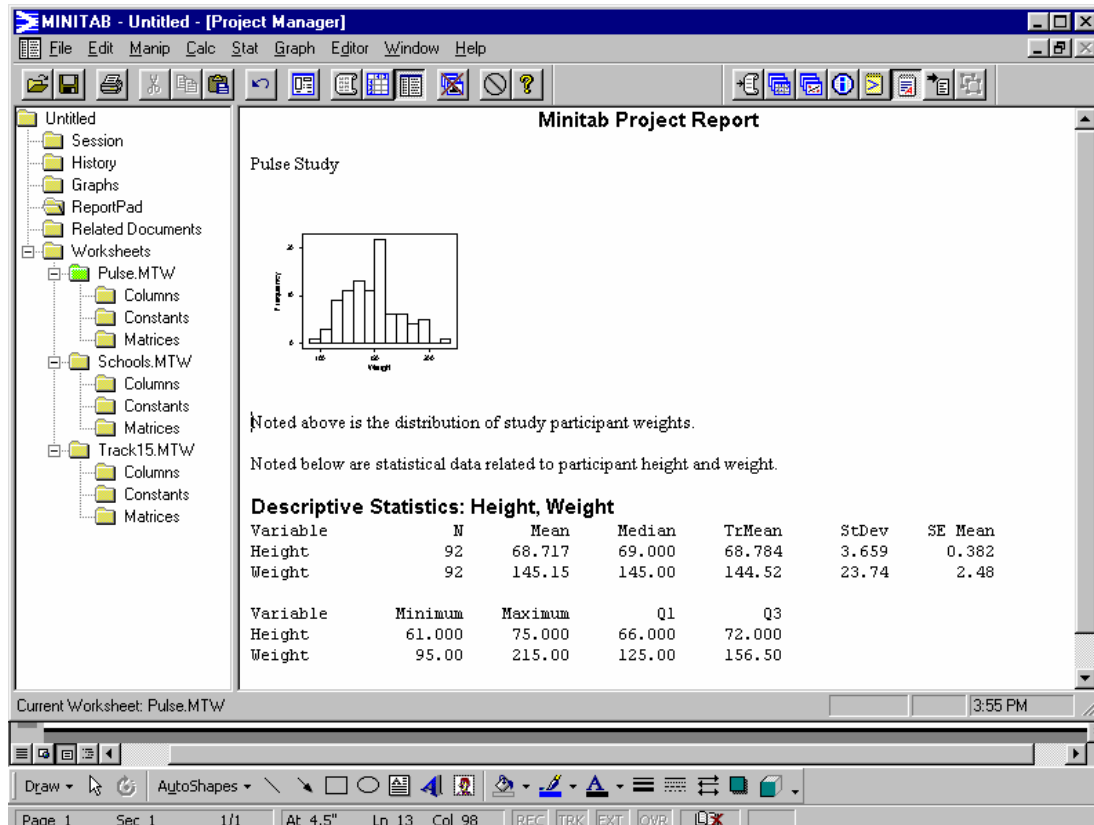 MINITAB - Untitled - [Project Manager]
File Edit Manip Calc Stat Graph Editor Window Help
Untitled
Session
History
Graphs
ReportPad
Related Documents
Worksheets
Pulse.MTW
Columns
Constants
Matrices
Schools.MTW
Columns
Constants
Matrices
Track15.MTW
Columns
Constants
Matrices
Minitab Project Report
Pulse Study
Frequency
Weight
Noted above is the distribution of study participant weights.
Noted below are statistical data related to participant height and weight.
Descriptive Statistics: Height, Weight
Variable N Mean Median TrMean StDev SE Mean
Height 92 68.717 69.000 68.784 3.659 0.382
Weight 92 145.15 145.00 144.52 23.74 2.48
Variable Minimum Maximum Q1 Q3
Height 61.000 75.000 66.000 72.000
Weight 95.00 215.00 125.00 156.50
Current Worksheet: Pulse.MTW 3:55 PM
Draw AutoShapes
Page 1 Sec 1 1/1 At 4.5" Ln 13 Col 98 REC TRK EXT OVR